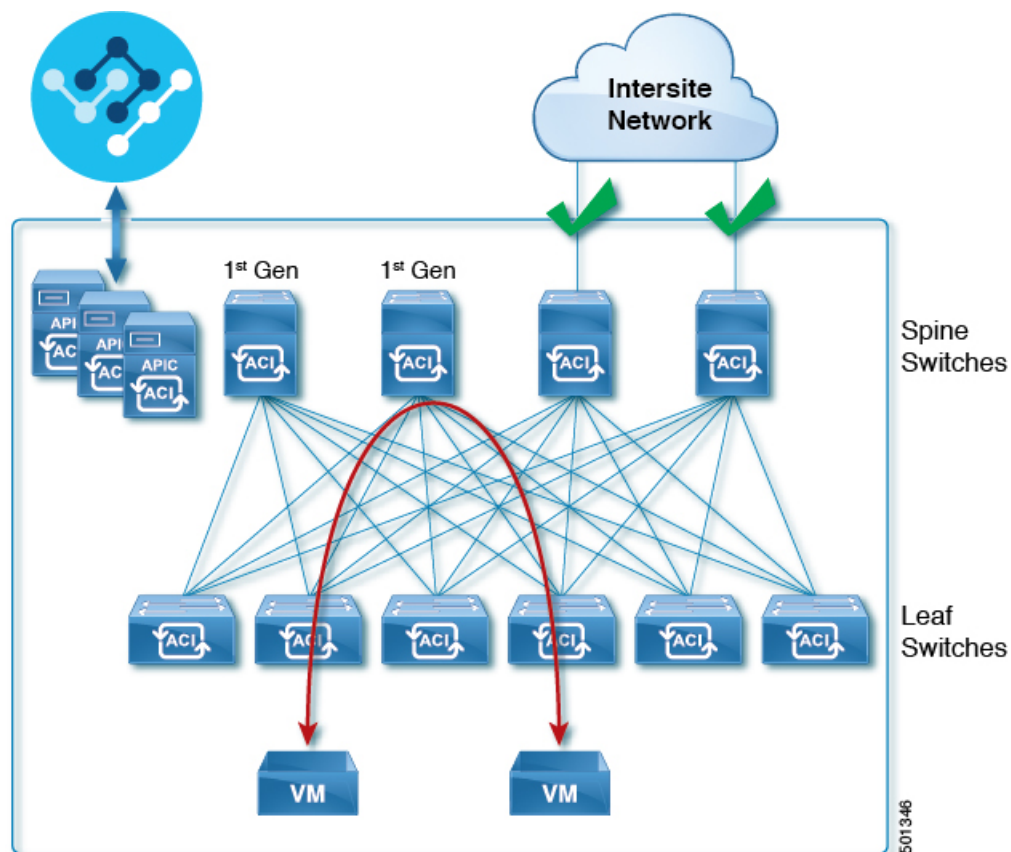 Intersite
Network
1st Gen
1st Gen
APIC
ACI
APIC
ACI
APIC
ACI
ACI
ACI
ACI
ACI
Spine
Switches
ACI
ACI
ACI
ACI
ACI
ACI
Leaf
Switches
VM
VM
501346